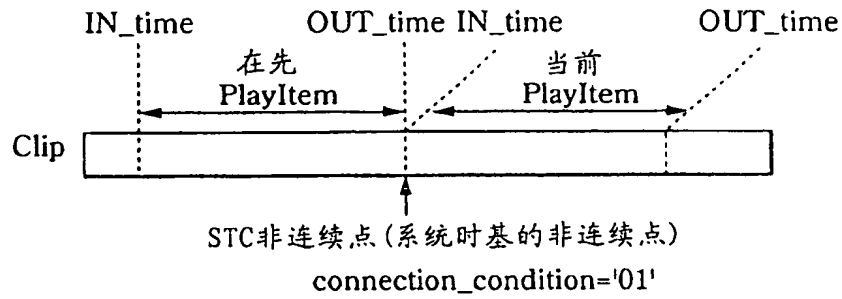 IN_time OUT_time IN_time OUT_time
在先 当前
PlayItem PlayItem
Clip
STC非连续点(系统时基的非连续点)
connection_condition='01'